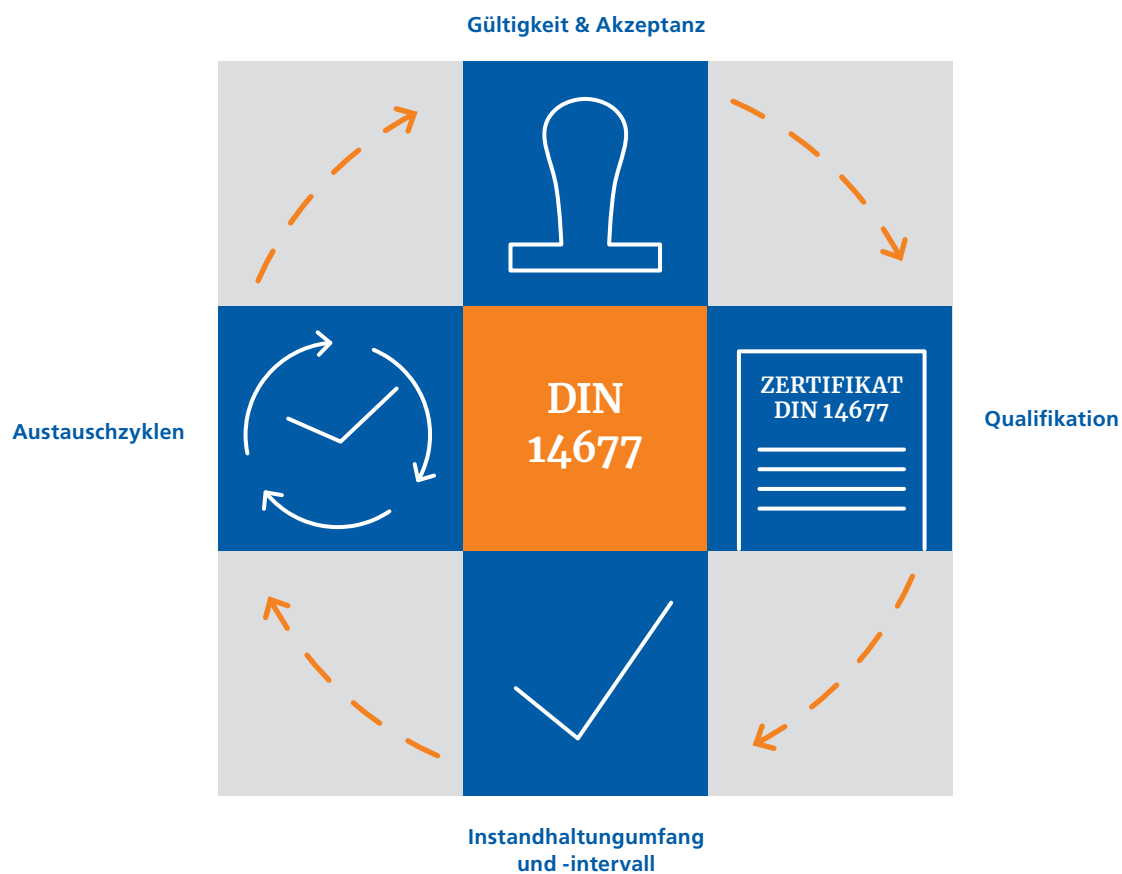 Gültigkeit & Akzeptanz
Austauschzyklen
DIN
14677
ZERTIFIKAT
DIN 14677
Qualifikation
Instandhaltungumfang
und -intervall